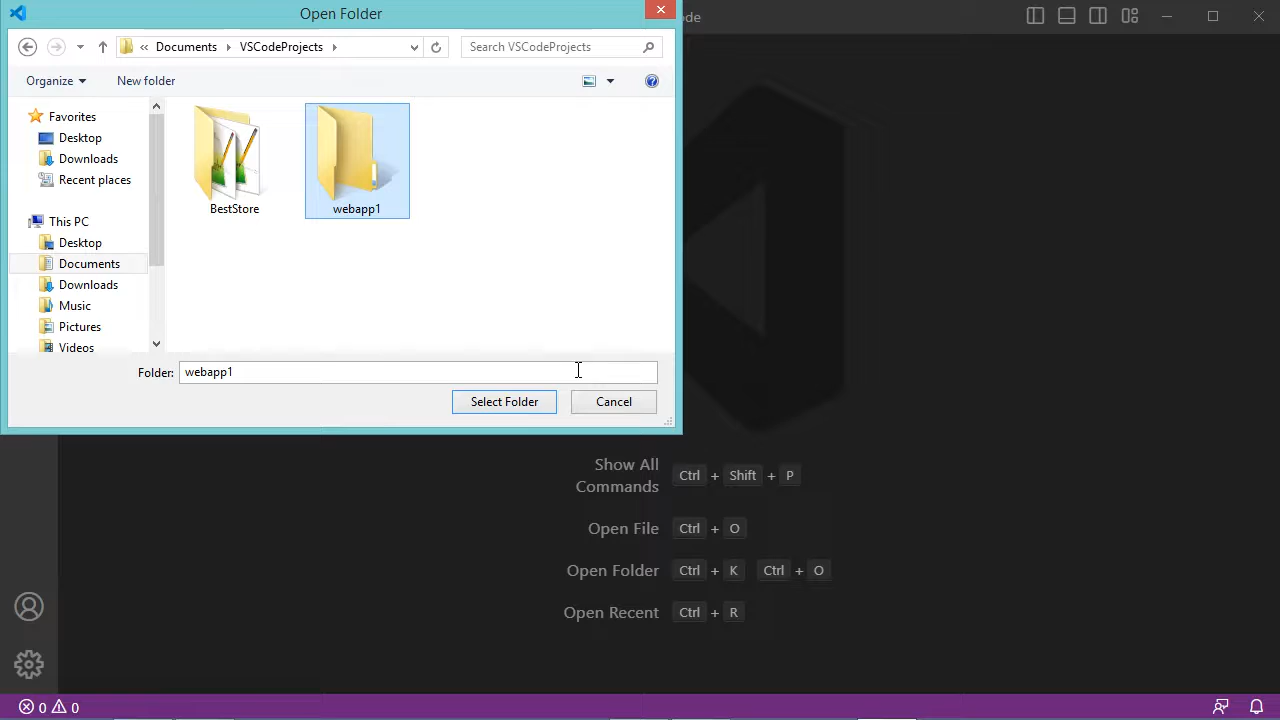 Open Folder
ode
« Documents VSCodeProjects
Search VSCodeProjects
Organize
New folder
Favorites
Desktop
Downloads
Recent places
This PC
Desktop
Documents
Downloads
Music
Pictures
Videos
BestStore
webapp1
Folder: webapp1
Select Folder
Cancel
Show All Commands Ctrl + Shift + P
Open File Ctrl + O
Open Folder Ctrl + K Ctrl + O
Open Recent Ctrl + R
0 0